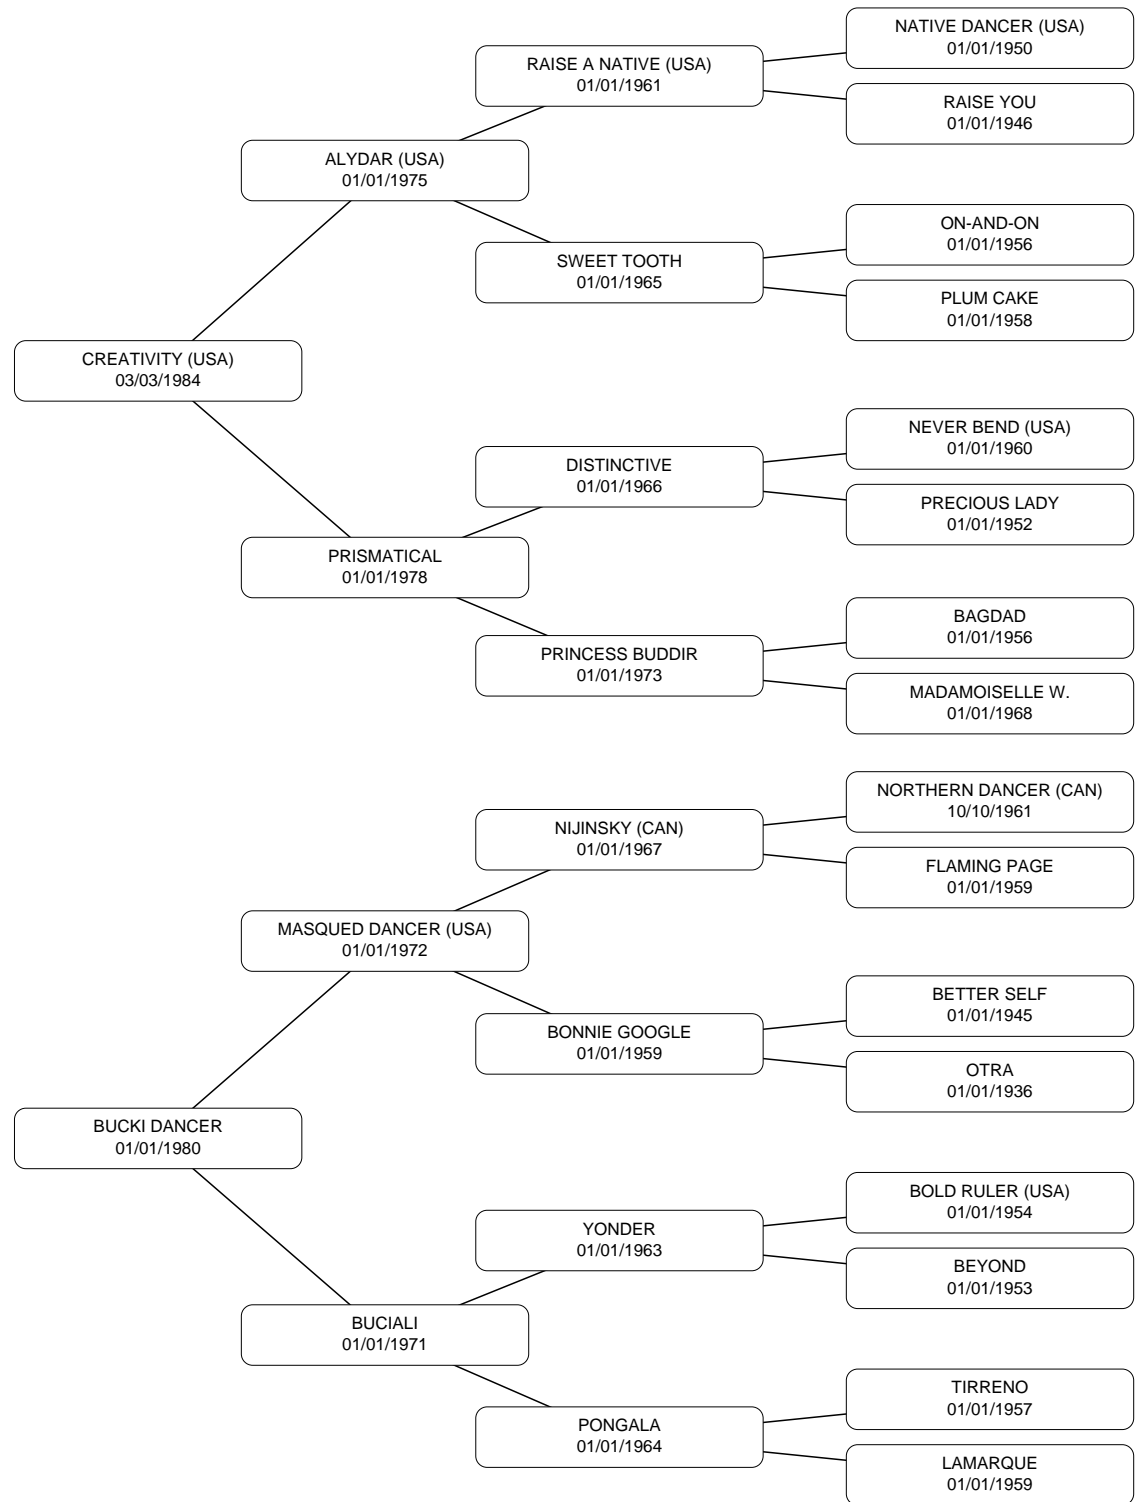 NATIVE DANCER (USA)
01/01/1950
RAISE A NATIVE (USA)
01/01/1961
RAISE YOU
01/01/1946
ALYDAR (USA)
01/01/1975
ON-AND-ON
01/01/1956
SWEET TOOTH
01/01/1965
PLUM CAKE
01/01/1958
CREATIVITY (USA)
03/03/1984
NEVER BEND (USA)
01/01/1960
DISTINCTIVE
01/01/1966
PRECIOUS LADY
01/01/1952
PRISMATICAL
01/01/1978
BAGDAD
01/01/1956
PRINCESS BUDDIR
01/01/1973
MADAMOISELLE W.
01/01/1968
NORTHERN DANCER (CAN)
10/10/1961
NIJINSKY (CAN)
01/01/1967
FLAMING PAGE
01/01/1959
MASQUED DANCER (USA)
01/01/1972
BETTER SELF
01/01/1945
BONNIE GOOGLE
01/01/1959
OTRA
01/01/1936
BUCKI DANCER
01/01/1980
BOLD RULER (USA)
01/01/1954
YONDER
01/01/1963
BEYOND
01/01/1953
BUCIALI
01/01/1971
TIRRENO
01/01/1957
PONGALA
01/01/1964
LAMARQUE
01/01/1959